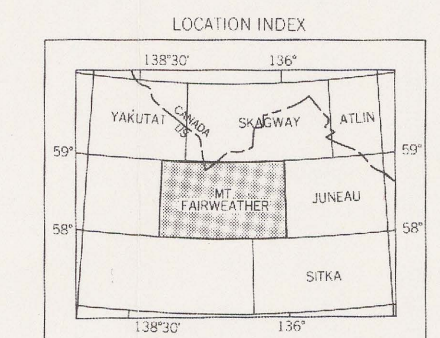 LOCATION INDEX
138°30' 136°
YAKUTAT CANADA US SKAGWAY ATLIN
59° 59°
MT. FAIRWEATHER JUNEAU
58° 58°
SITKA
138°30' 136°